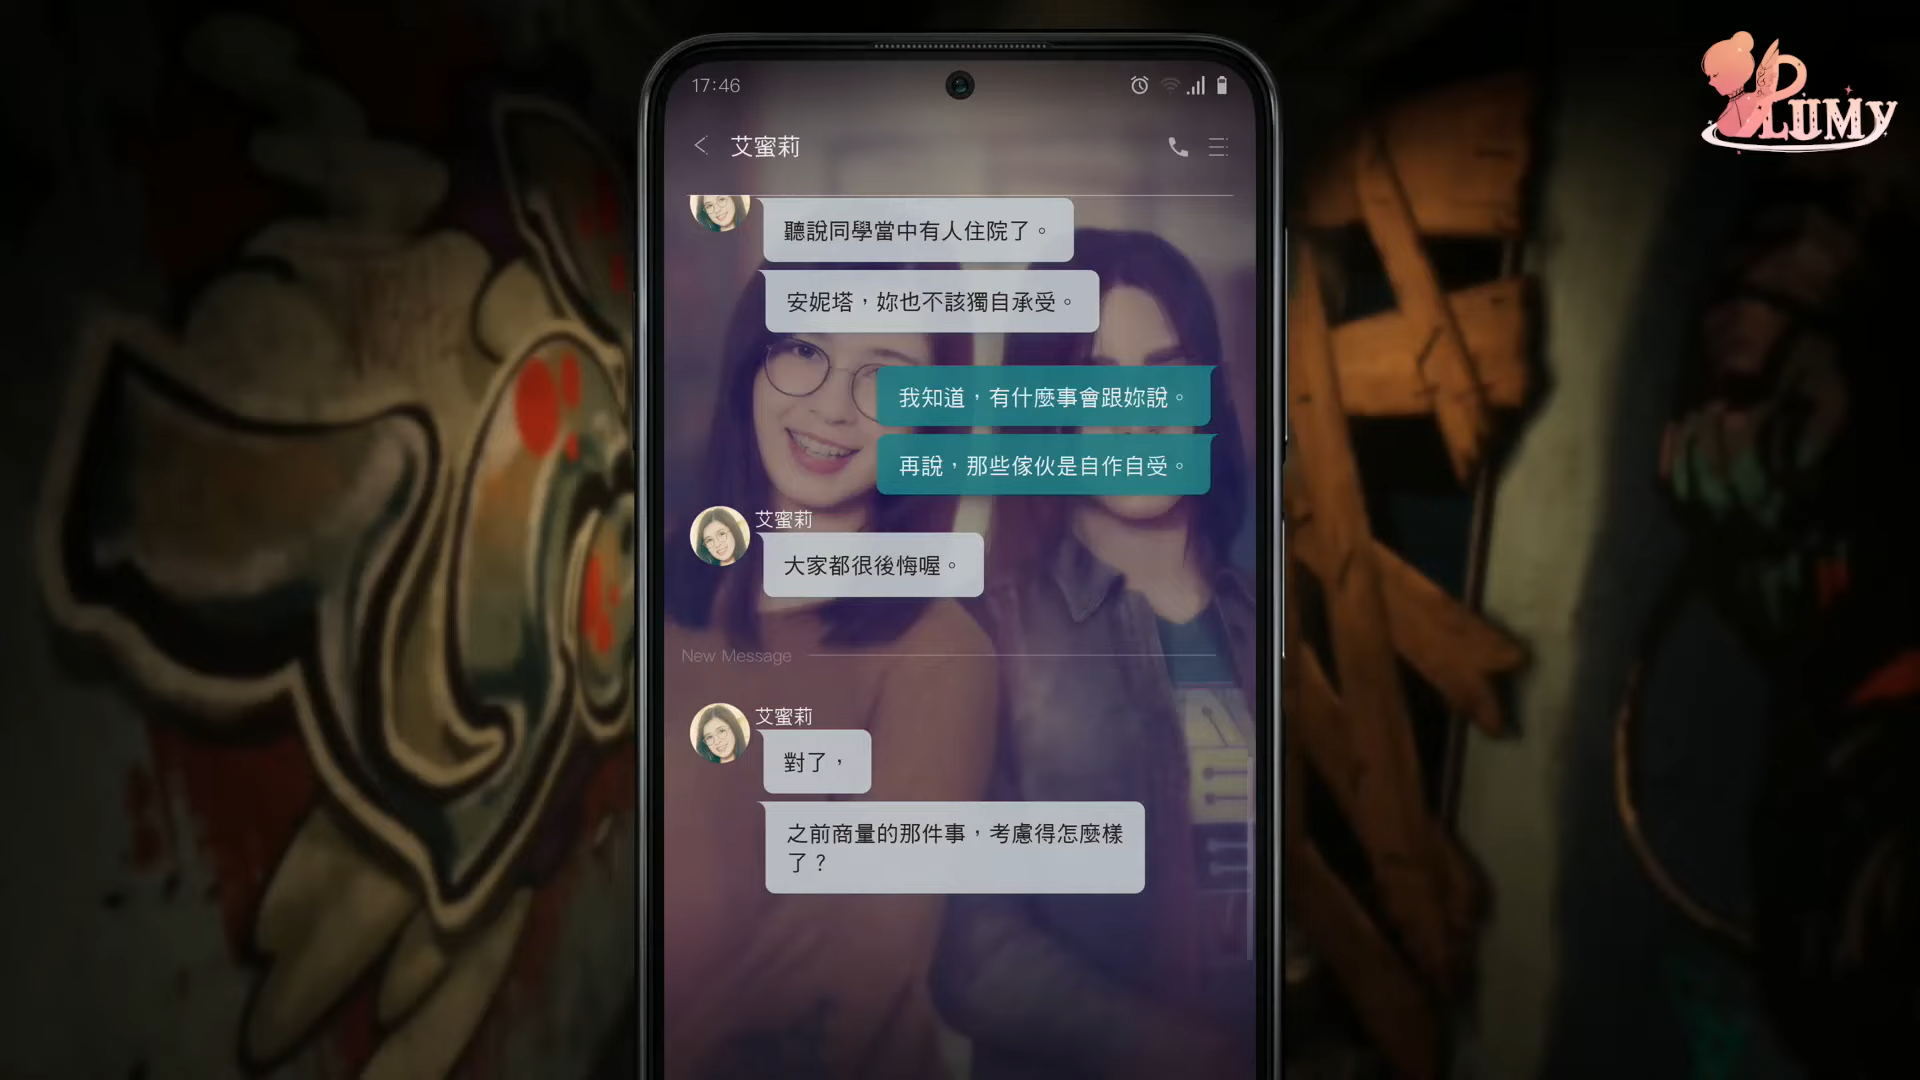 PLUMY
17:46
艾蜜莉
聽說同學當中有人住院了。
安妮塔，妳也不該獨自承受。
我知道，有什麼事會跟妳說。
再說，那些傢伙是自作自受。
艾蜜莉
大家都很後悔喔。
New Message
艾蜜莉
對了，
之前商量的那件事，考慮得怎麼樣
了？